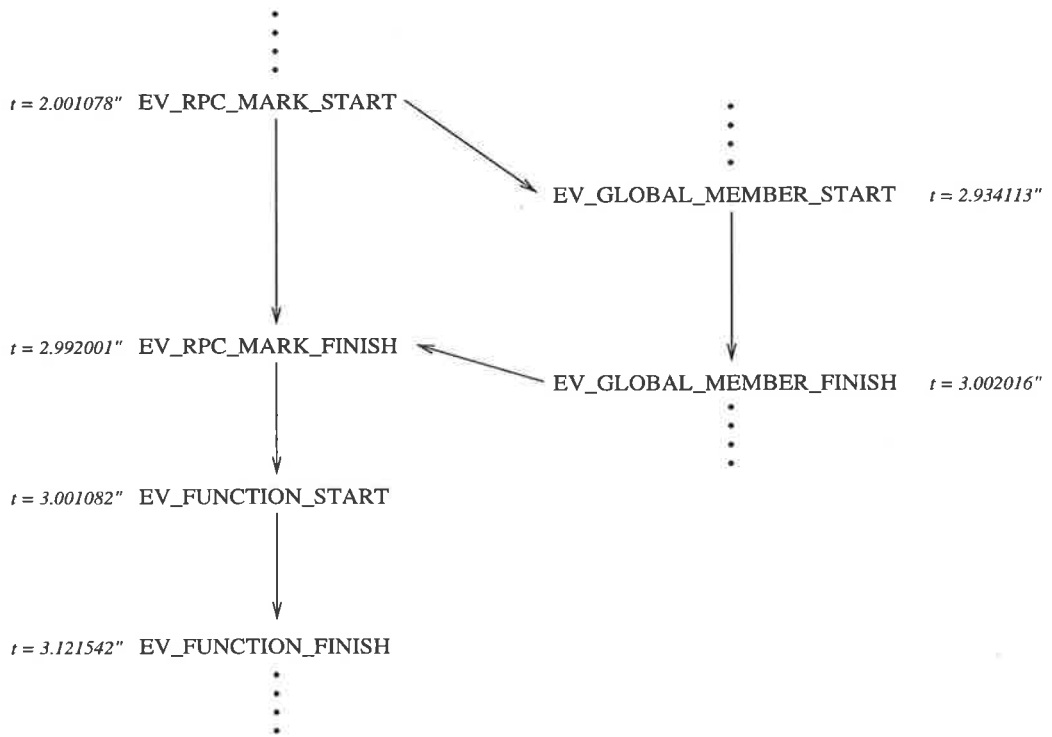 t = 2.001078" EV_RPC_MARK_START
EV_GLOBAL_MEMBER_START t = 2.934113"
t = 2.992001" EV_RPC_MARK_FINISH
EV_GLOBAL_MEMBER_FINISH t = 3.002016"
t = 3.001082" EV_FUNCTION_START
t = 3.121542" EV_FUNCTION_FINISH